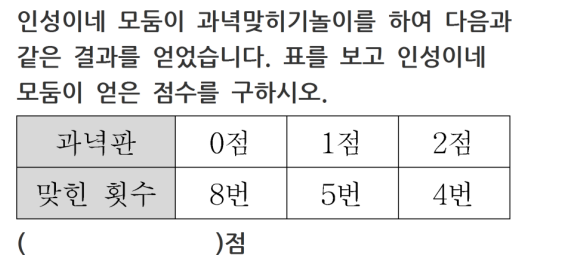 인성이네 모둠이 과녁맞히기놀이를 하여 다음과
같은 결과를 얻었습니다. 표를 보고 인성이네
모둠이 얻은 점수를 구하시오.
과녁판 0점 1점 2점
맞힌 횟수 8번 5번 4번
( )점